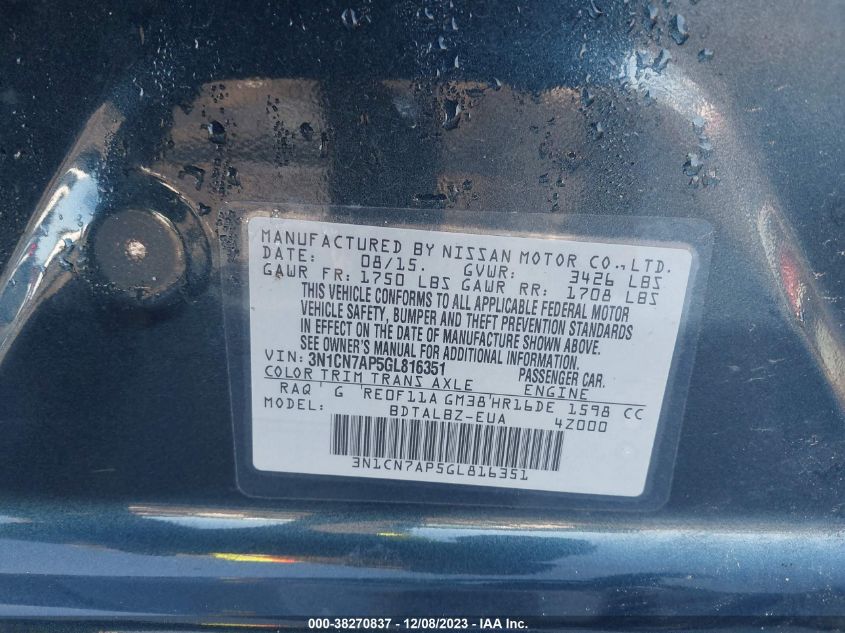 MANUFACTURED BY NISSAN MOTOR CO.,LTD.
DATE: 08/15. GVWR: 3426 LBS
GAWR FR: 1750 LBS GAWR RR: 1708 LBS
THIS VEHICLE CONFORMS TO ALL APPLICABLE FEDERAL MOTOR
VEHICLE SAFETY, BUMPER AND THEFT PREVENTION STANDARDS
IN EFFECT ON THE DATE OF MANUFACTURE SHOWN ABOVE.
SEE OWNER'S MANUAL FOR ADDITIONAL INFORMATION.
VIN: 3N1CN7AP5GL816351 PASSENGER CAR.
COLOR TRIM TRANS AXLE ENGINE
RAQ ' G 'RE0F11A GM38'HR16DE 1598 CC
MODEL: BDTALBZ-EUA 4Z000
3N1CN7AP5GL816351
000-38270837 - 12/08/2023 - IAA Inc.